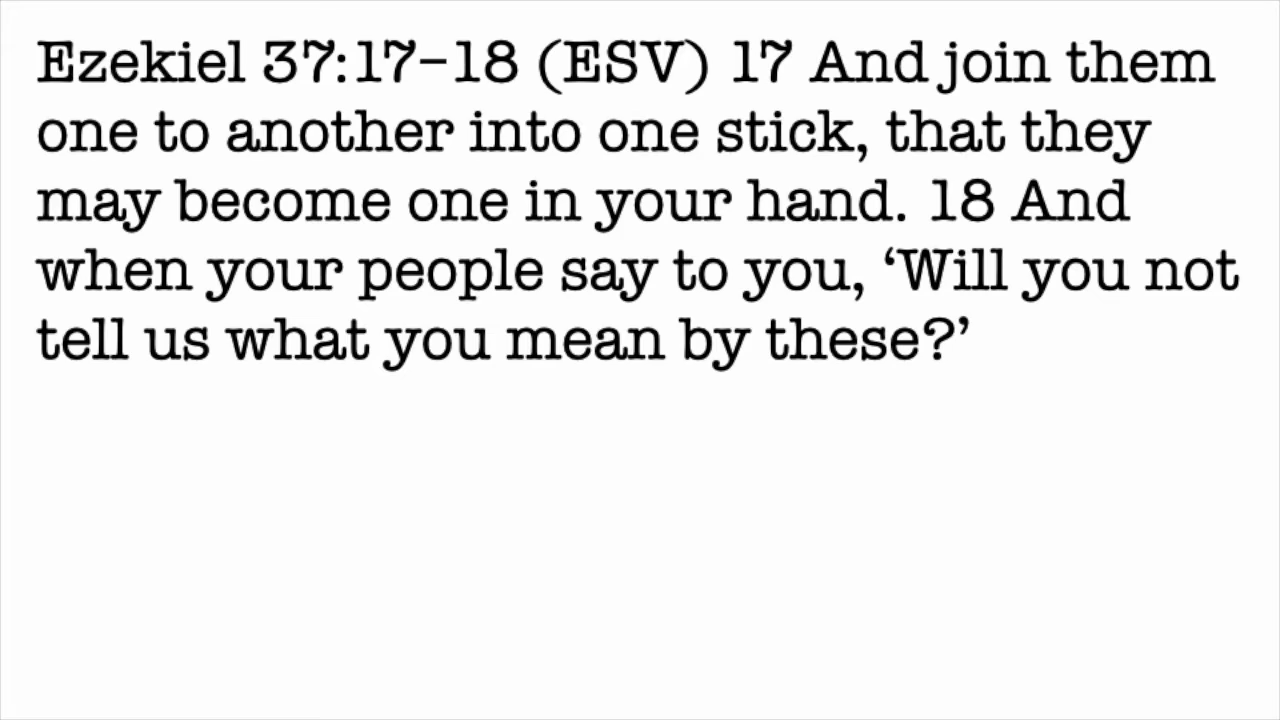 Ezekiel 37:17–18 (ESV) 17 And join them
one to another into one stick, that they
may become one in your hand. 18 And
when your people say to you, ‘Will you not
tell us what you mean by these?’